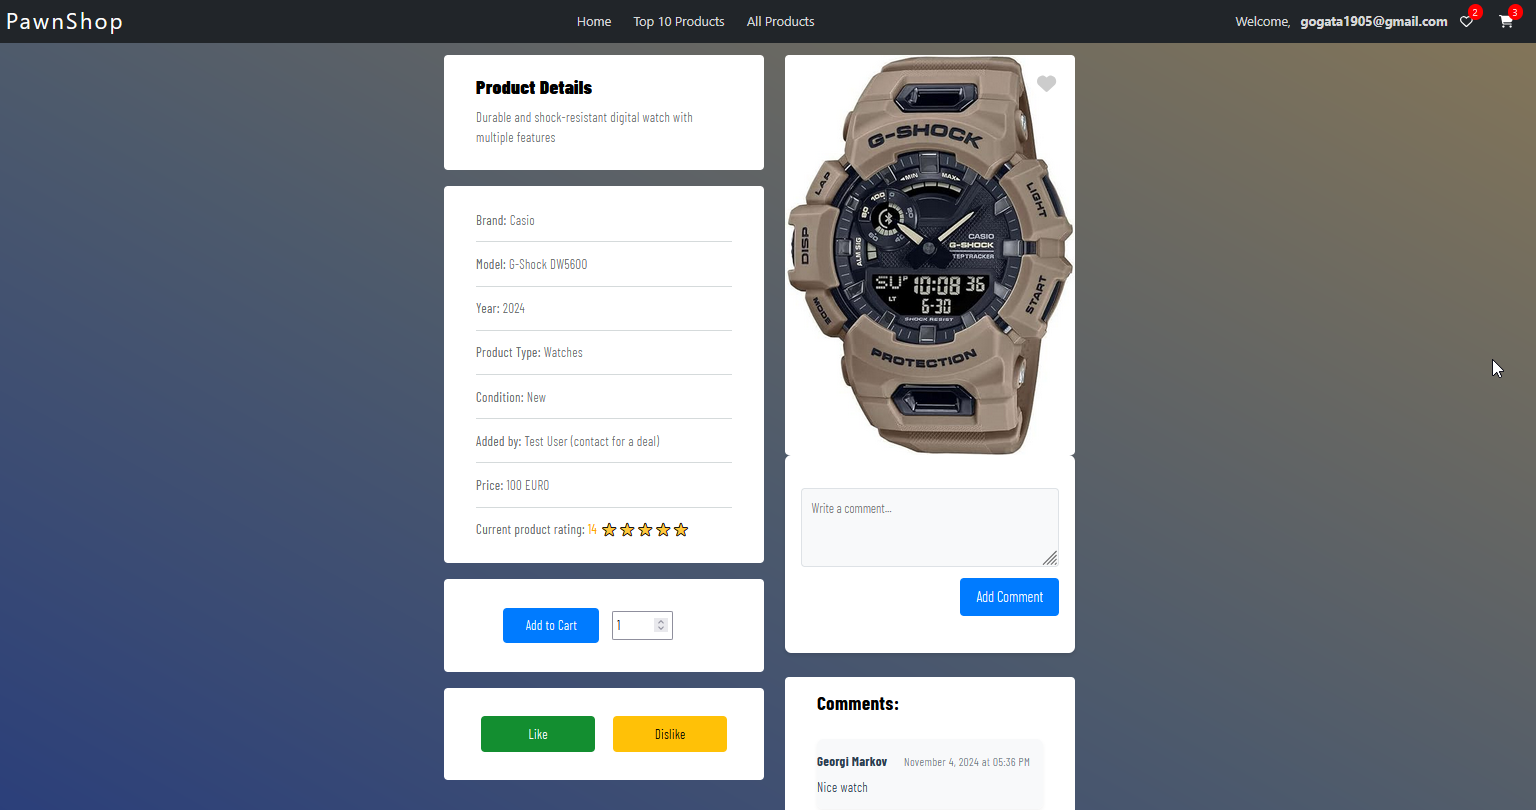 PawnShop
Home Top 10 Products All Products
Welcome, gogata1905@gmail.com 2 3
Product Details
Durable and shock-resistant digital watch with
multiple features
Brand: Casio
Model: G-Shock DW5600
Year: 2024
Product Type: Watches
Condition: New
Added by: Test User (contact for a deal)
Price: 100 EURO
Current product rating: 14
Add to Cart
1
Like
Dislike
G-SHOCK
MIN MAX
LAP
LIGHT
100
80
60
40
DISP
ALM SIG
CASIO
G-SHOCK
STEPTRACKER
SU P 10:08 36
LT
6-30
SHOCK RESIST
MODE
START
PROTECTION
Write a comment...
Add Comment
Comments:
Georgi Markov November 4, 2024 at 05:36 PM
Nice watch